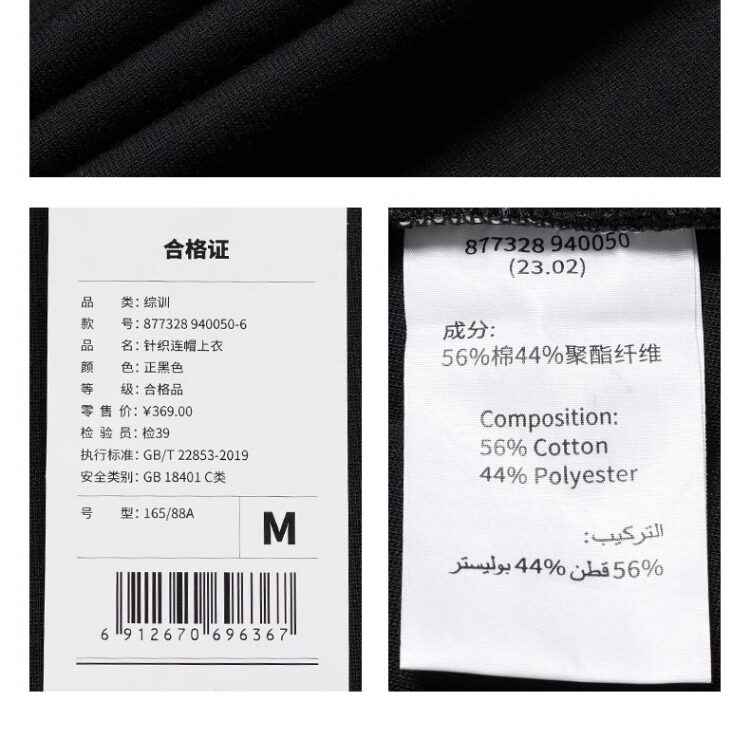 合格证
品 类：综训
款 号：877328 940050-6
品 名：针织连帽上衣
颜 色：正黑色
等 级：合格品
零 售 价：¥369.00
检 验 员：检39
执行标准：GB/T 22853-2019
安全类别：GB 18401 C类
号 型：165/88A
M
6 912670 696367
877328 940050
(23.02)
成分：
56%棉44%聚酯纤维
Composition:
56% Cotton
44% Polyester
التركيب:
56% قطن 44% بوليستر